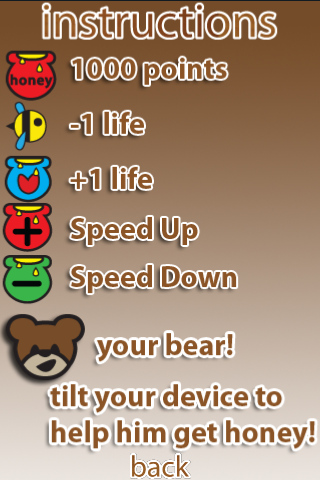 instructions
honey 1000 points
-1 life
+1 life
+ Speed Up
- Speed Down
your bear!
tilt your device to
help him get honey!
back